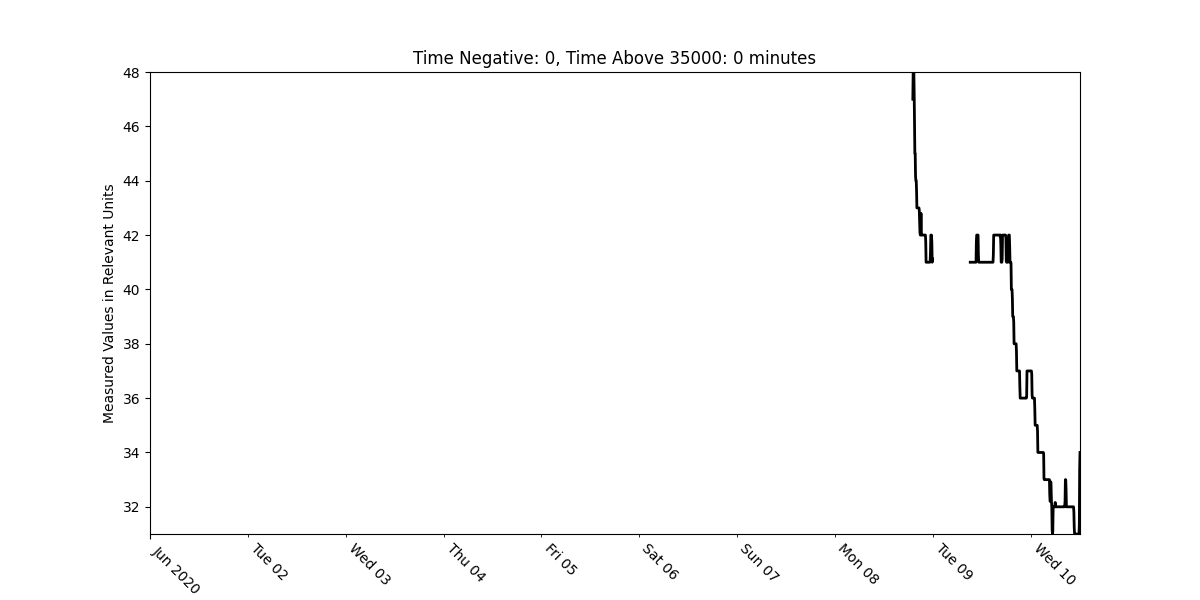 Time Negative: 0, Time Above 35000: 0 minutes
Measured Values in Relevant Units
48
46
44
42
40
38
36
34
32
Jun 2020
Tue 02
Wed 03
Thu 04
Fri 05
Sat 06
Sun 07
Mon 08
Tue 09
Wed 10